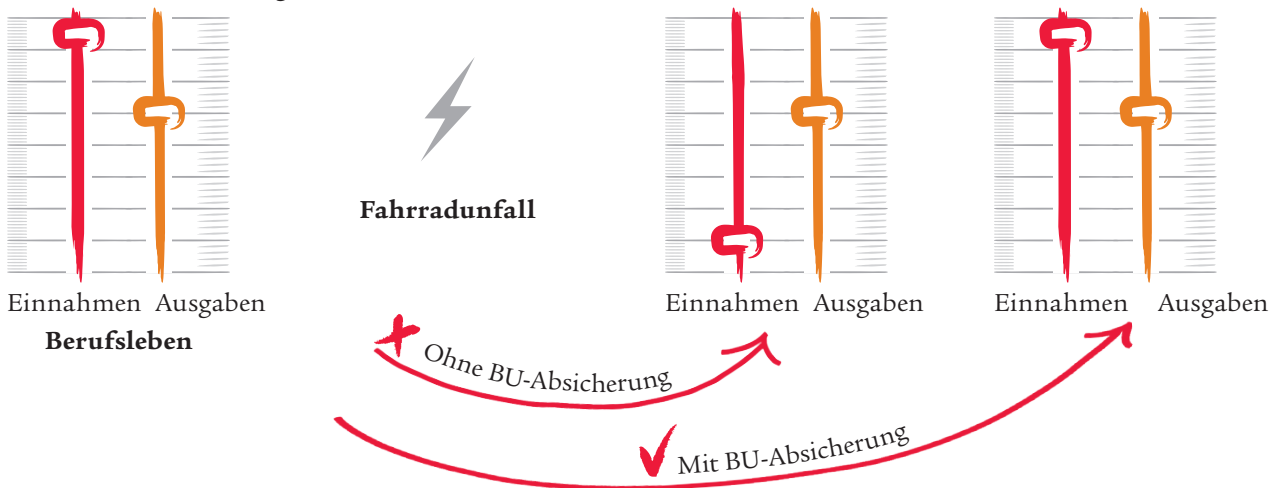 Fahrradunfall
Einnahmen Ausgaben
Berufsleben
Einnahmen Ausgaben
Einnahmen Ausgaben
Ohne BU-Absicherung
Mit BU-Absicherung